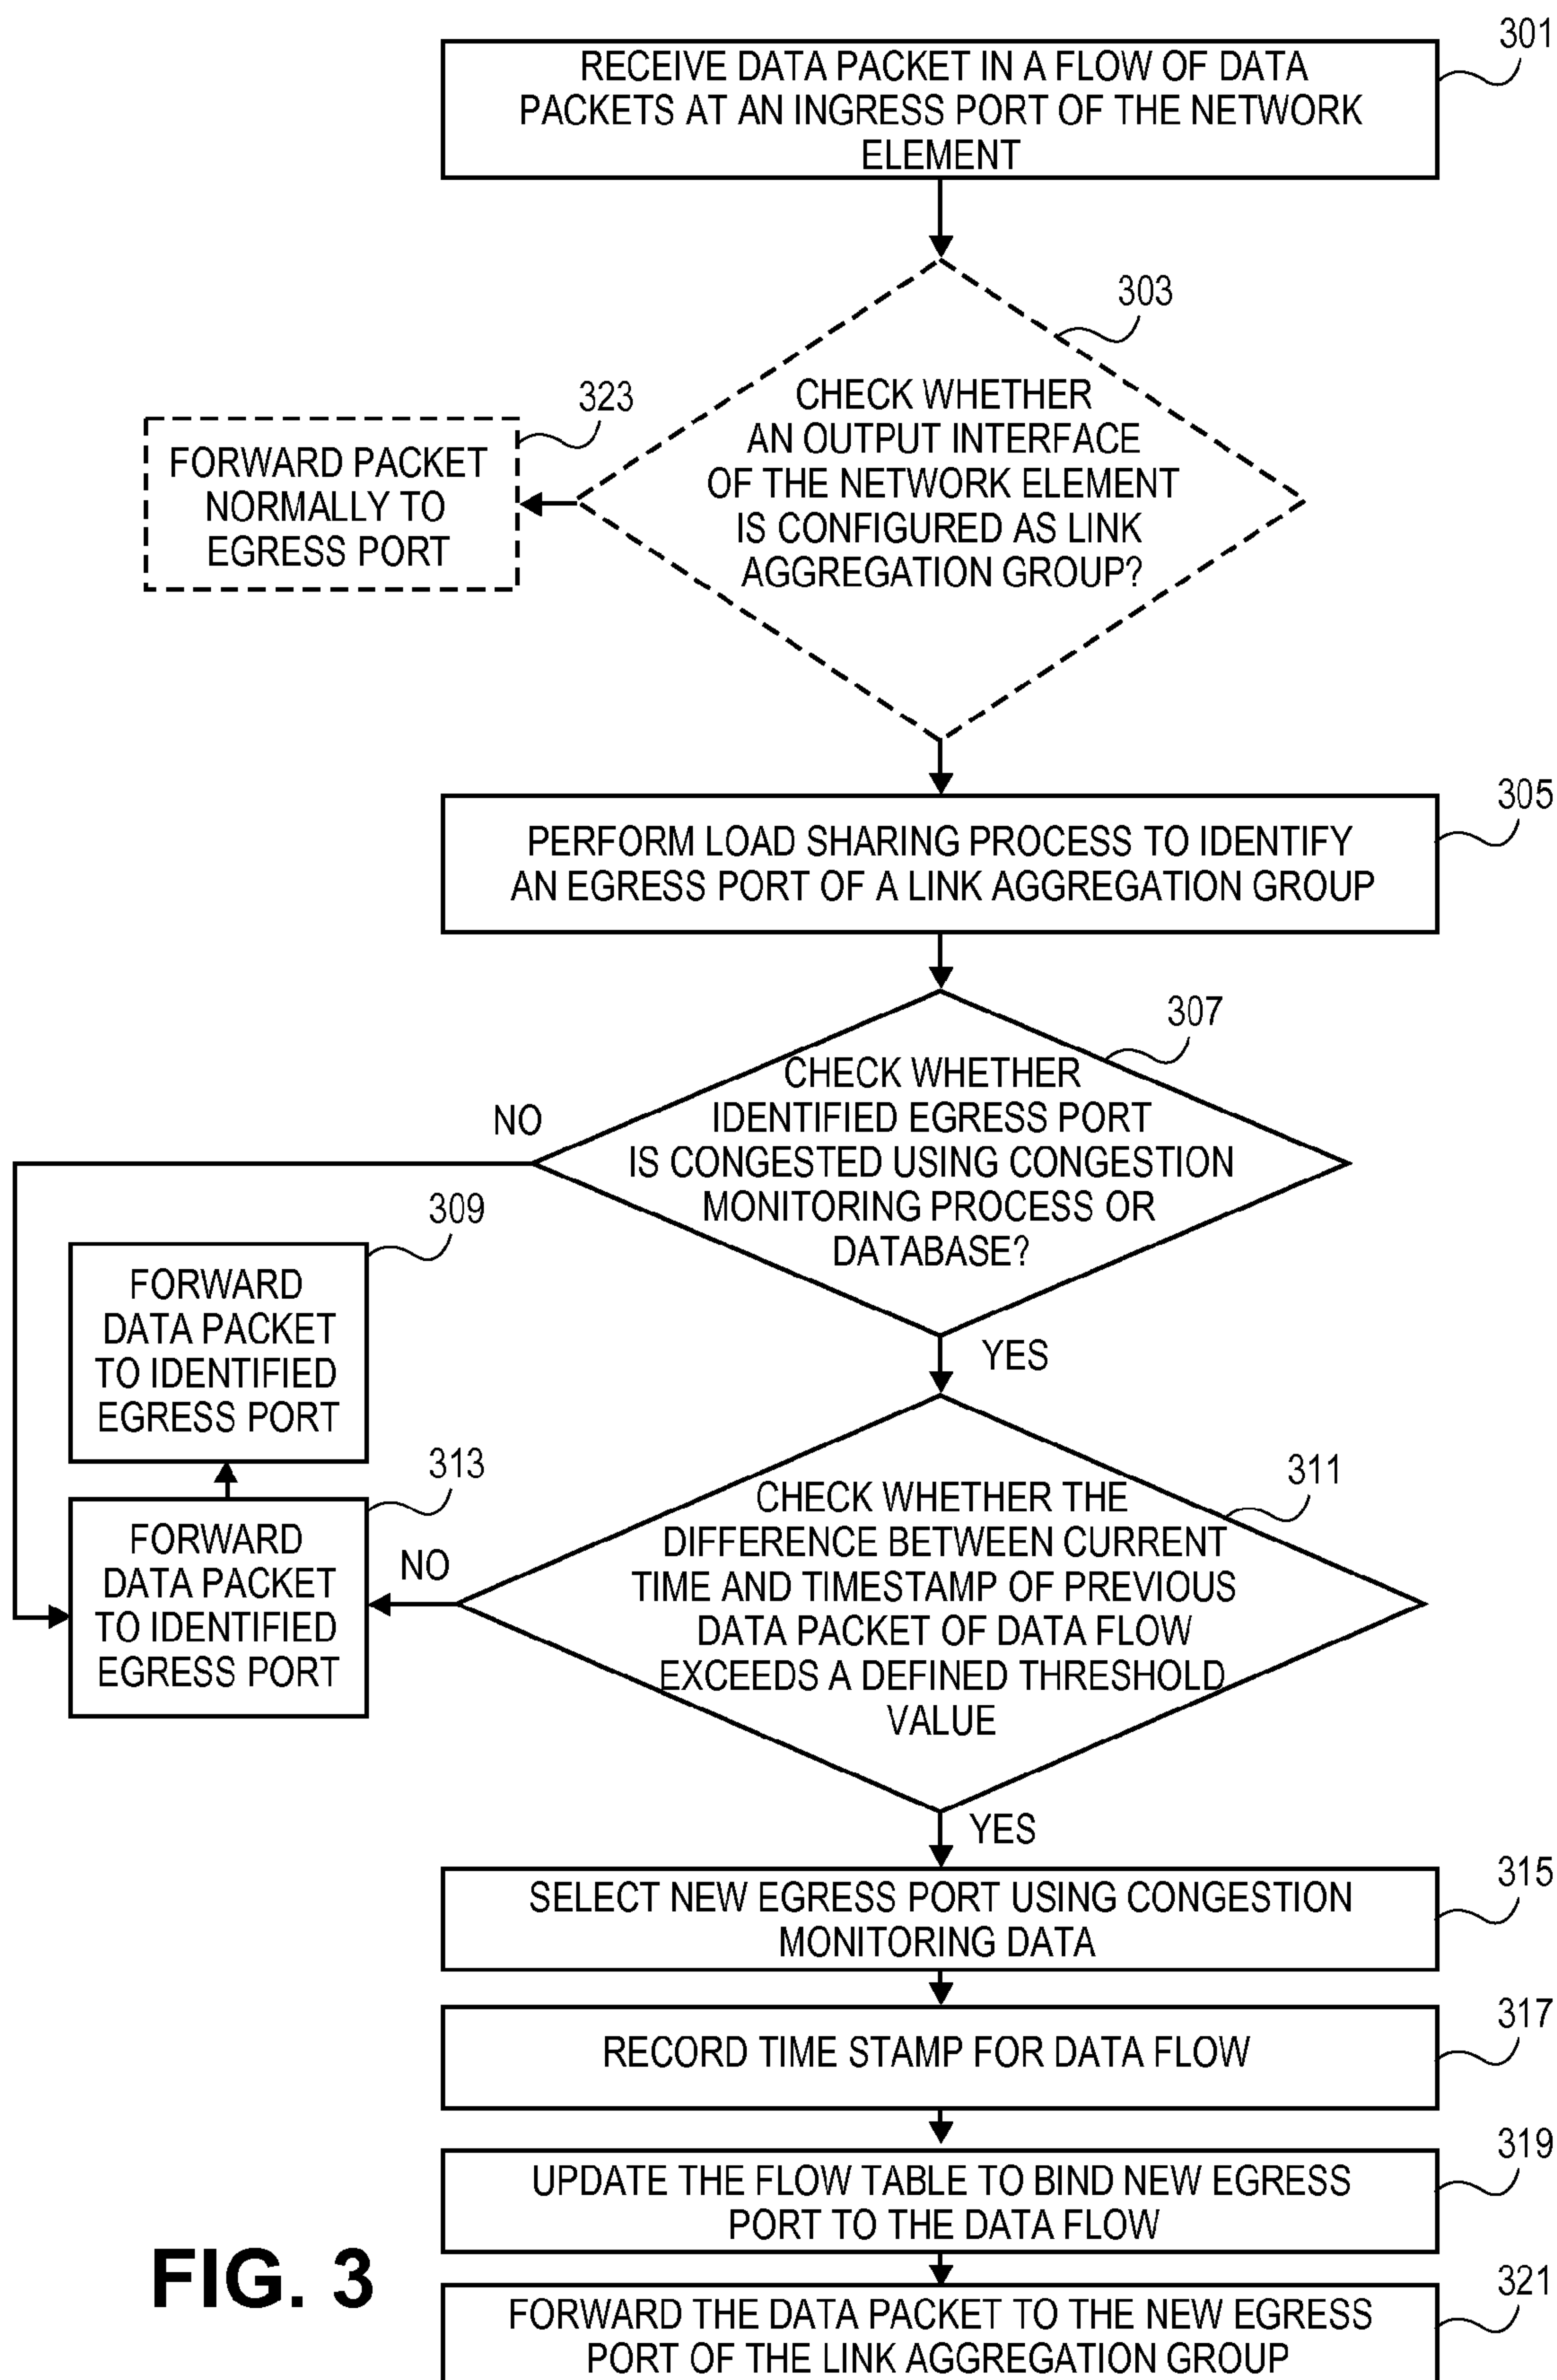 301
RECEIVE DATA PACKET IN A FLOW OF DATA
PACKETS AT AN INGRESS PORT OF THE NETWORK
ELEMENT
303
CHECK WHETHER
AN OUTPUT INTERFACE
OF THE NETWORK ELEMENT
IS CONFIGURED AS LINK
AGGREGATION GROUP?
323
FORWARD PACKET
NORMALLY TO
EGRESS PORT
305
PERFORM LOAD SHARING PROCESS TO IDENTIFY
AN EGRESS PORT OF A LINK AGGREGATION GROUP
307
CHECK WHETHER
IDENTIFIED EGRESS PORT
IS CONGESTED USING CONGESTION
MONITORING PROCESS OR
DATABASE?
NO
YES
309
FORWARD
DATA PACKET
TO IDENTIFIED
EGRESS PORT
313
FORWARD
DATA PACKET
TO IDENTIFIED
EGRESS PORT
NO
311
CHECK WHETHER THE
DIFFERENCE BETWEEN CURRENT
TIME AND TIMESTAMP OF PREVIOUS
DATA PACKET OF DATA FLOW
EXCEEDS A DEFINED THRESHOLD
VALUE
YES
315
SELECT NEW EGRESS PORT USING CONGESTION
MONITORING DATA
317
RECORD TIME STAMP FOR DATA FLOW
319
UPDATE THE FLOW TABLE TO BIND NEW EGRESS
PORT TO THE DATA FLOW
321
FORWARD THE DATA PACKET TO THE NEW EGRESS
PORT OF THE LINK AGGREGATION GROUP
FIG. 3